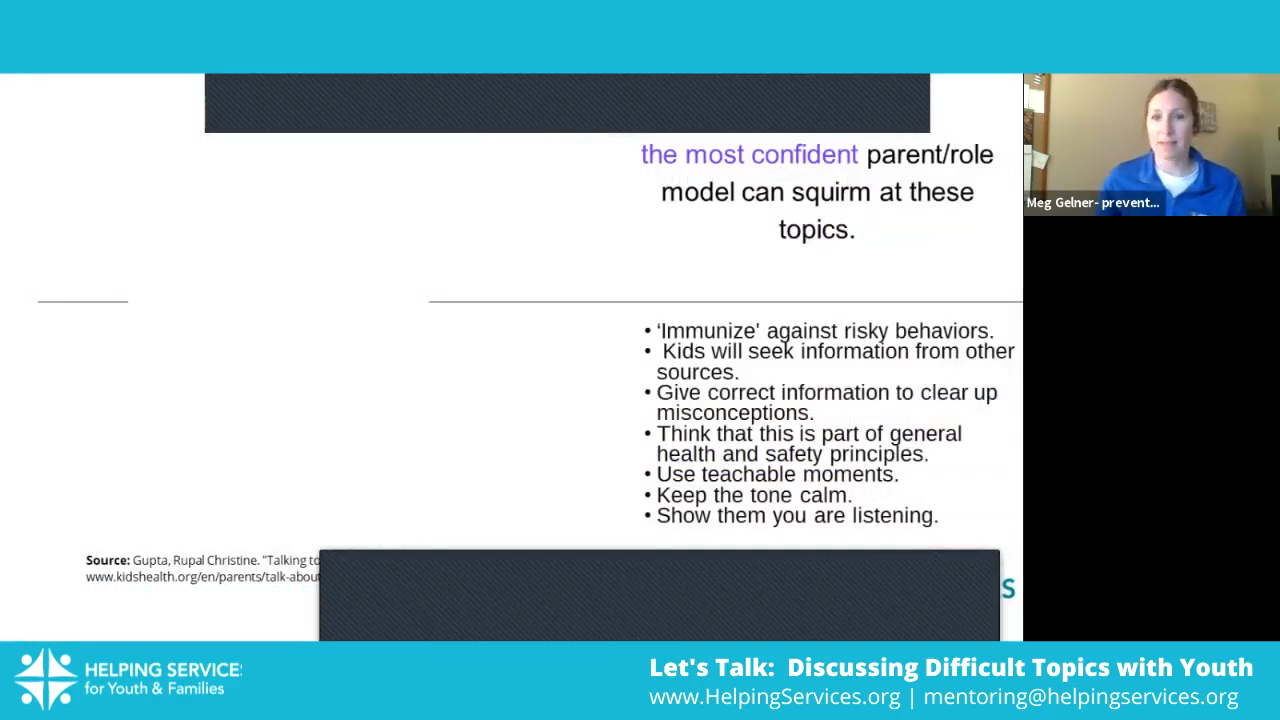 the most confident parent/role
model can squirm at these
topics.
Meg Gelner- prevent...
• ‘Immunize' against risky behaviors.
• Kids will seek information from other
sources.
• Give correct information to clear up
misconceptions.
• Think that this is part of general
health and safety principles.
• Use teachable moments.
• Keep the tone calm.
• Show them you are listening.
Source: Gupta, Rupal Christine. "Talking to
www.kidshealth.org/en/parents/talk-about
S
HELPING SERVICES
for Youth & Families
Let's Talk: Discussing Difficult Topics with Youth
www.HelpingServices.org | mentoring@helpingservices.org